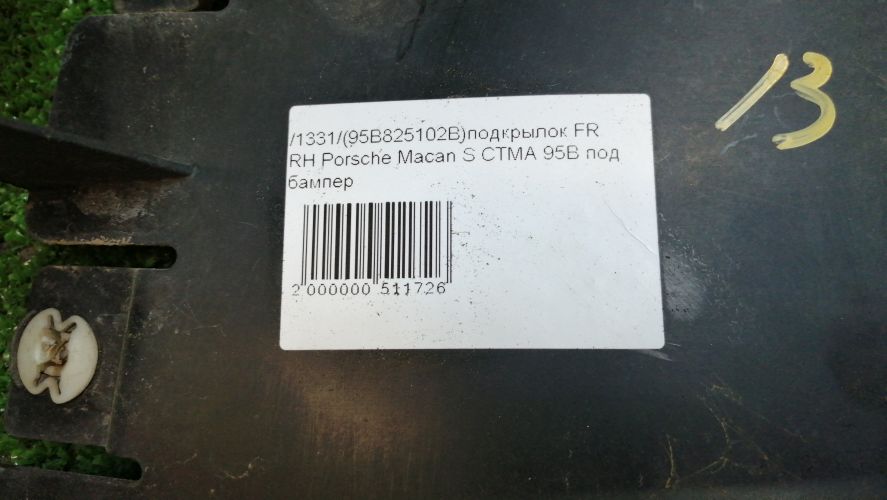 /1331/(95B825102B)подкрылок FR
RH Porsche Macan S CTMA 95B под
бампер
2 000000 511726
13